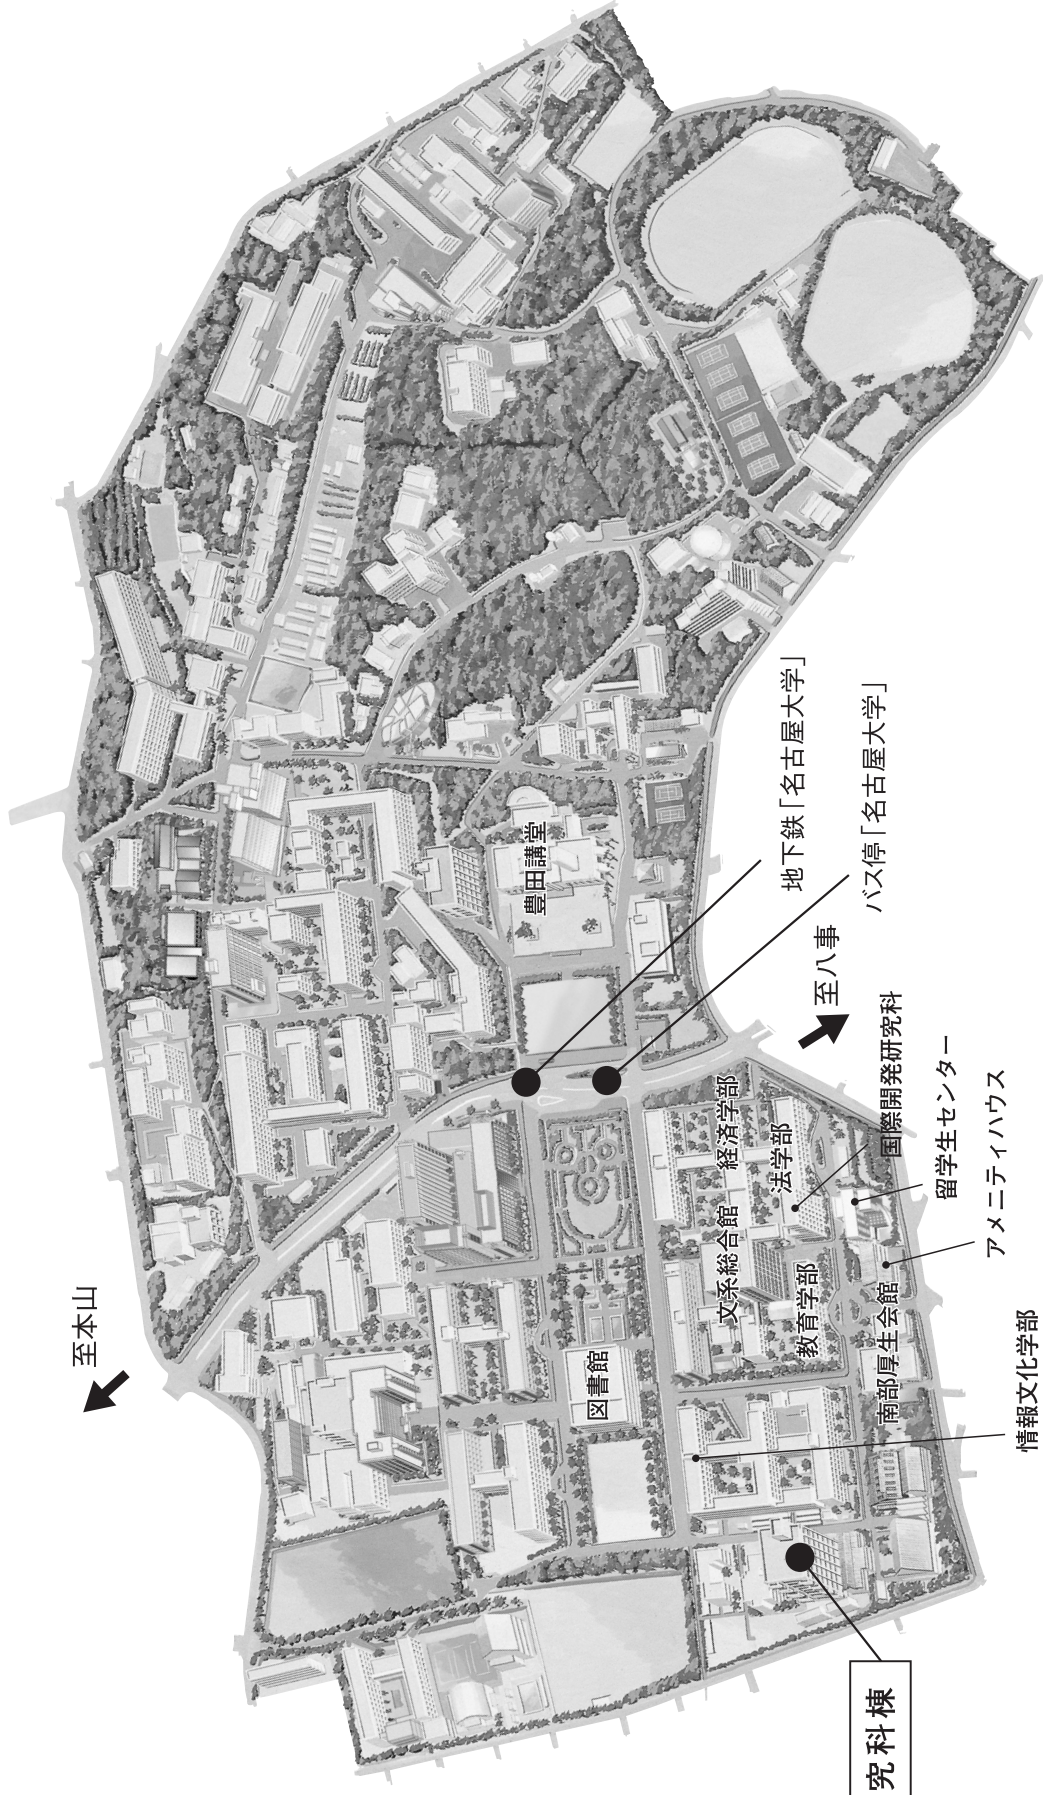 至本山
豊田講堂
地下鉄「名古屋大学」
バス停「名古屋大学」
至八事
国際開発研究科
留学生センター
アメニティハウス
経済学部
法学部
文系総合館
教育学部
図書館
南部厚生会館
情報文化学部
究科棟